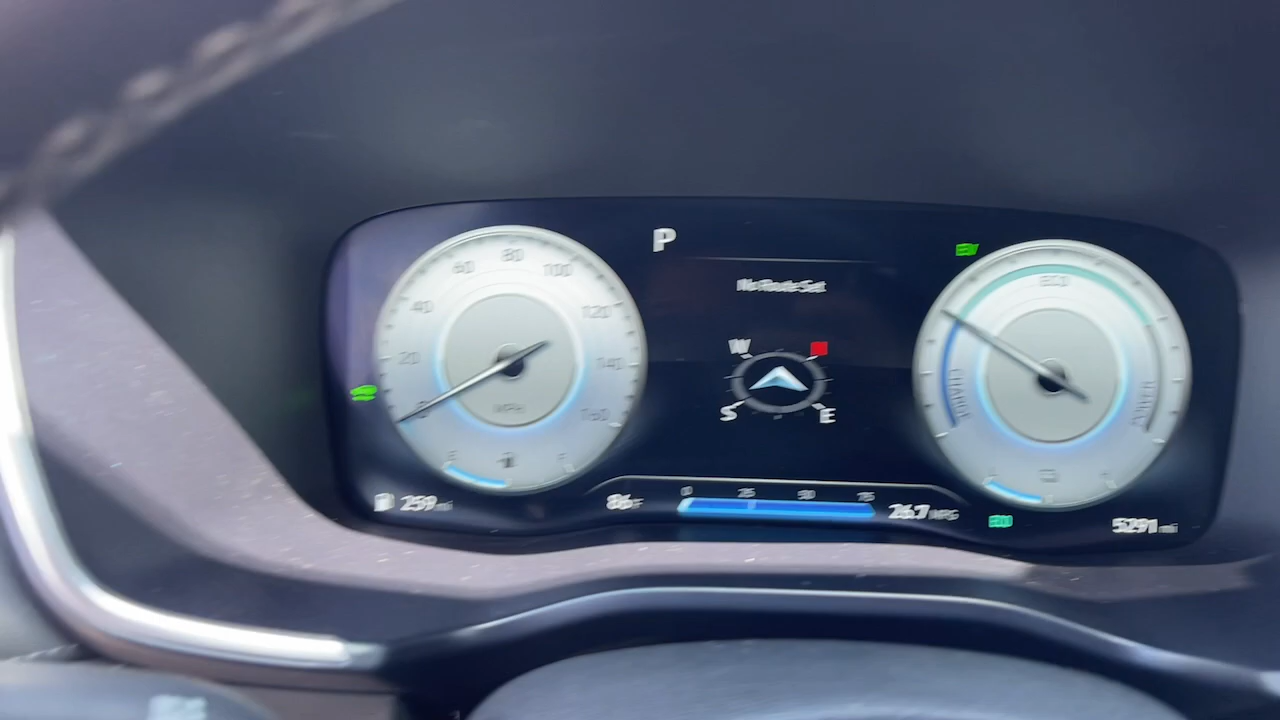 P
EV
No Route Set
0 20 40 60 80 100 120 140 160
MPH
E F
ECO
CHARGE
W
S E
259 mi
86°F
0 25 50 75
26.7 MPG
ECO
5291 mi